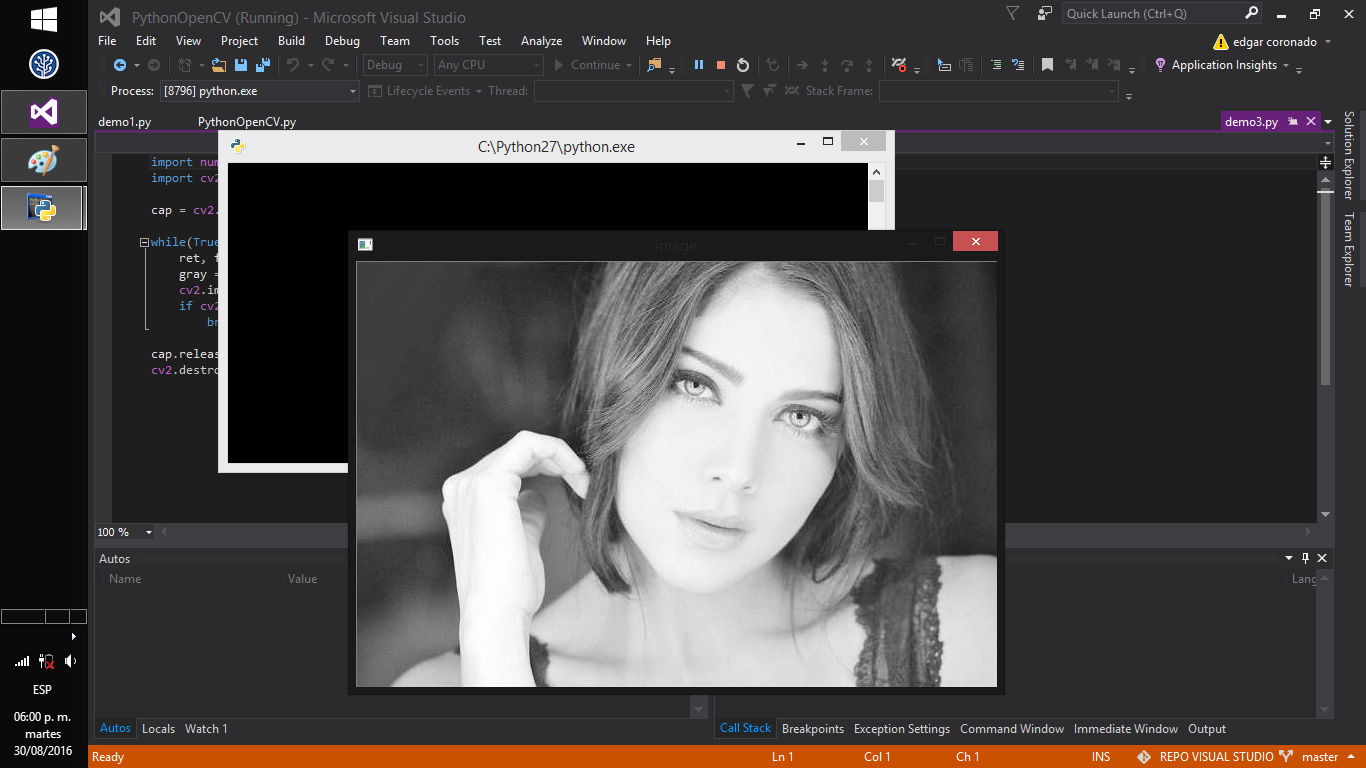 PythonOpenCV (Running) - Microsoft Visual Studio
Quick Launch (Ctrl+Q)
File Edit View Project Build Debug Team Tools Test Analyze Window Help
edgar coronado
Debug Any CPU Continue Application Insights
Process: [8796] python.exe Lifecycle Events Thread: Stack Frame:
demo1.py PythonOpenCV.py demo3.py
C:\Python27\python.exe
import num
import cv2
cap = cv2.
while(True
ret, f
gray =
cv2.im
if cv2
br
cap.releas
cv2.destro
image
Solution Explorer
Team Explorer
100 %
Autos
Name Value Lang
Autos Locals Watch 1
Call Stack Breakpoints Exception Settings Command Window Immediate Window Output
Ready Ln 1 Col 1 Ch 1 INS REPO VISUAL STUDIO master
ESP
06:00 p. m.
martes
30/08/2016